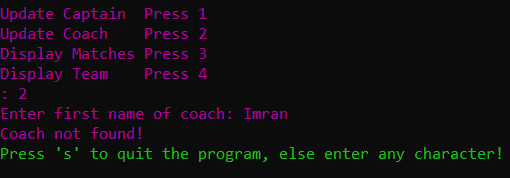 Update Captain  Press 1
Update Coach    Press 2
Display Matches Press 3
Display Team    Press 4
: 2
Enter first name of coach: Imran
Coach not found!
Press 's' to quit the program, else enter any character!